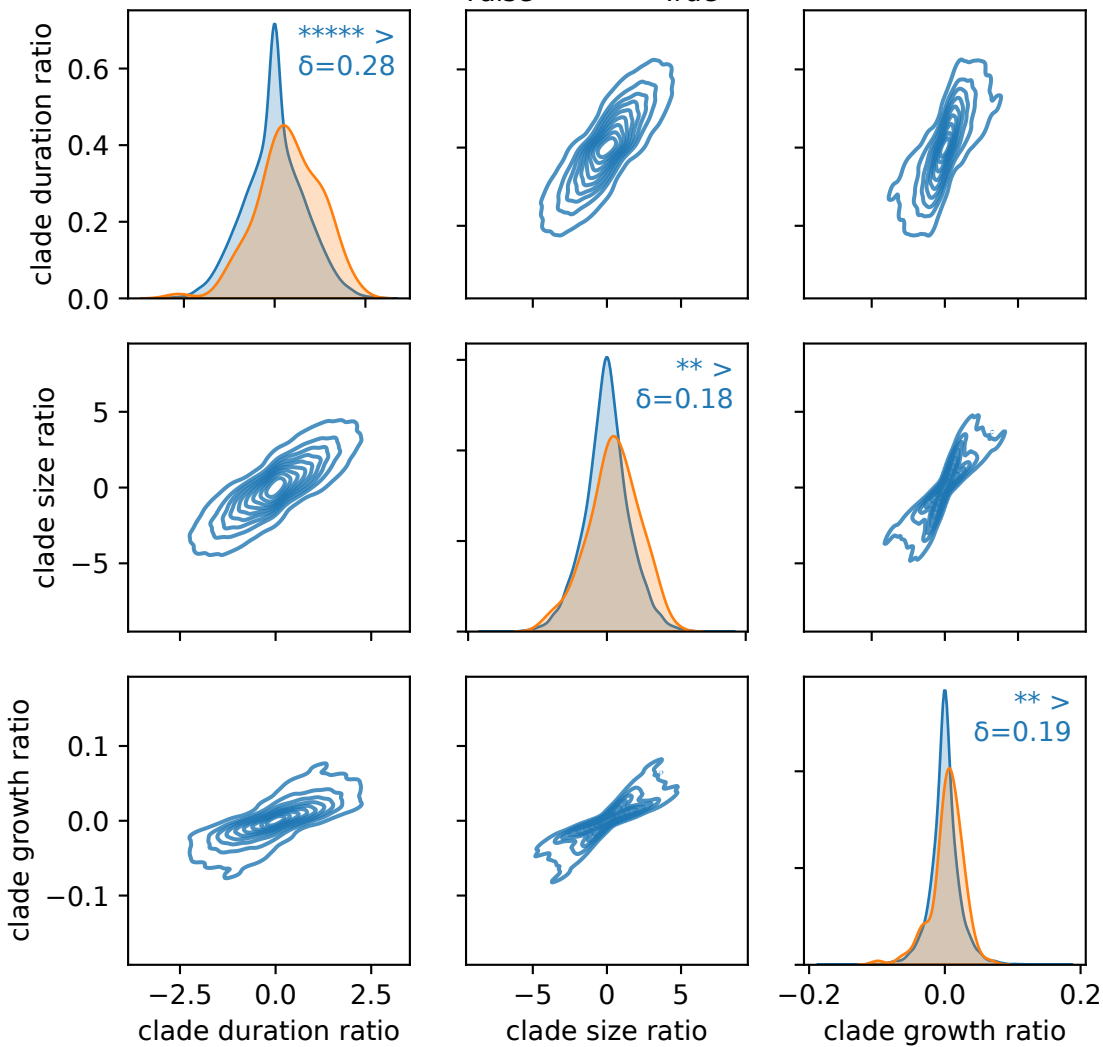 ***** >
δ=0.28
clade duration ratio
0.6
0.4
0.2
0.0
** >
δ=0.18
clade size ratio
5
0
−5
** >
δ=0.19
clade growth ratio
0.1
0.0
−0.1
−2.5
0.0
2.5
−5
0
5
−0.2
0.0
0.2
clade duration ratio
clade size ratio
clade growth ratio